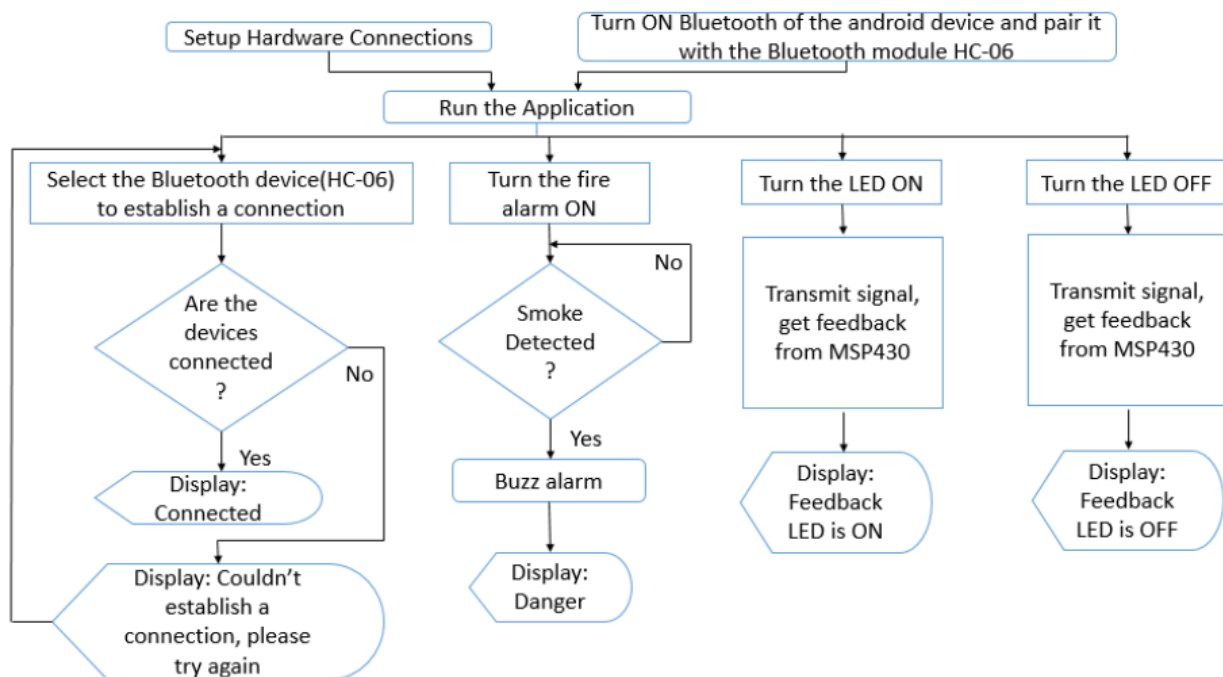 Setup Hardware Connections
Turn ON Bluetooth of the android device and pair it
with the Bluetooth module HC-06
Run the Application
Select the Bluetooth device(HC-06)
to establish a connection
Are the
devices
connected
?
No
Yes
Display:
Connected
Display: Couldn't
establish a
connection, please
try again
Turn the fire
alarm ON
No
Smoke
Detected
?
Yes
Buzz alarm
Display:
Danger
Turn the LED ON
Transmit signal,
get feedback
from MSP430
Display:
Feedback
LED is ON
Turn the LED OFF
Transmit signal,
get feedback
from MSP430
Display:
Feedback
LED is OFF